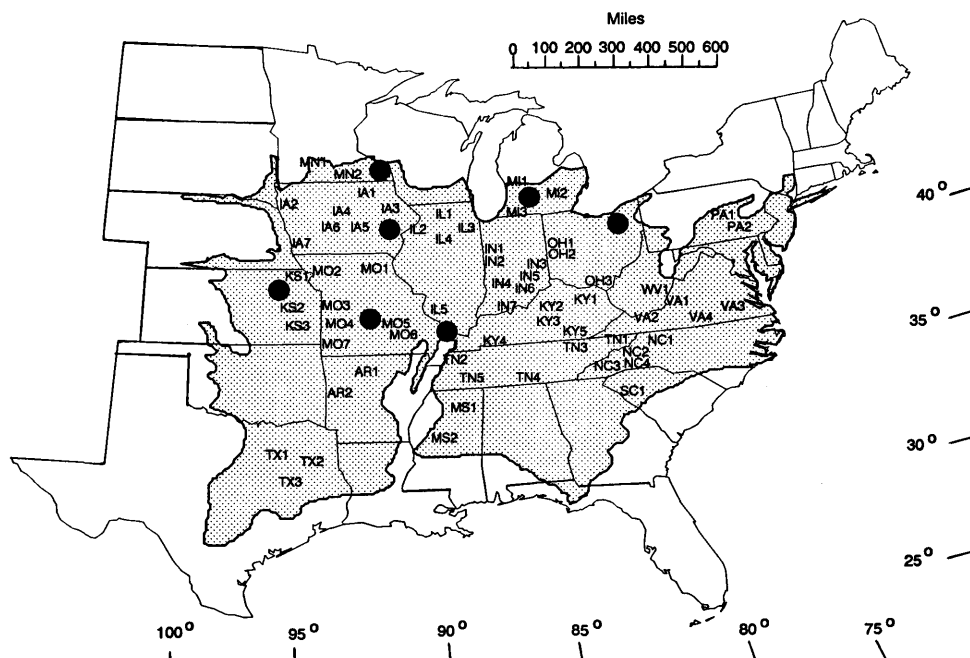 Miles
0 100 200 300 400 500 600
MN1
MN2
IA1
IA2
IA3
IA4
IA6 IA5
IA7
IL1
IL2 IL3
IL4
IL5
MI1
MI2
MI3
IN1
IN2
IN3
IN4 IN5
IN6
IN7
OH1
OH2
OH3
PA1
PA2
KS1
KS2
KS3
MO1
MO2
MO3
MO4 MO5
MO6
MO7
KY1
KY2
KY3
KY4
KY5
WV1
VA1
VA2 VA4 VA3
TN1
TN2
TN3
TN4
TN5
NC1
NC2
NC3 NC4
SC1
AR1
AR2
MS1
MS2
TX1
TX2
TX3
40°
35°
30°
25°
100° 95° 90° 85° 80° 75°